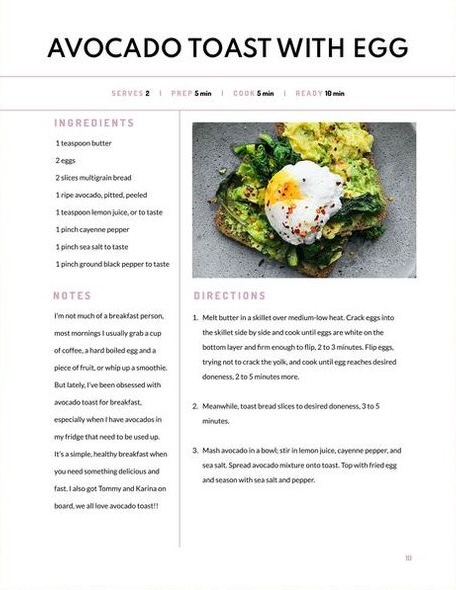 AVOCADO TOAST WITH EGG
SERVES 2 | PREP 5 min | COOK 5 min | READY 10 min
INGREDIENTS
1 teaspoon butter
2 eggs
2 slices multigrain bread
1 ripe avocado, pitted, peeled
1 teaspoon lemon juice, or to taste
1 pinch cayenne pepper
1 pinch sea salt to taste
1 pinch ground black pepper to taste
NOTES
I'm not much of a breakfast person,
most mornings I usually grab a cup
of coffee, a hard boiled egg and a
piece of fruit, or whip up a smoothie.
But lately, I've been obsessed with
avocado toast for breakfast,
especially when I have avocados in
my fridge that need to be used up.
It's a simple, healthy breakfast when
you need something delicious and
fast. I also got Tommy and Karina on
board, we all love avocado toast!!
DIRECTIONS
1. Melt butter in a skillet over medium-low heat. Crack eggs into
the skillet side by side and cook until eggs are white on the
bottom layer and firm enough to flip, 2 to 3 minutes. Flip eggs,
trying not to crack the yolk, and cook until egg reaches desired
doneness, 2 to 5 minutes more.
2. Meanwhile, toast bread slices to desired doneness, 3 to 5
minutes.
3. Mash avocado in a bowl; stir in lemon juice, cayenne pepper, and
sea salt. Spread avocado mixture onto toast. Top with fried egg
and season with sea salt and pepper.